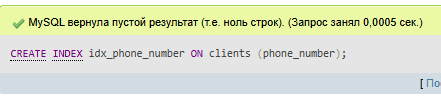 MySQL вернула пустой результат (т.е. ноль строк). (Запрос занял 0,0005 сек.)
CREATE INDEX idx_phone_number ON clients (phone_number);
[